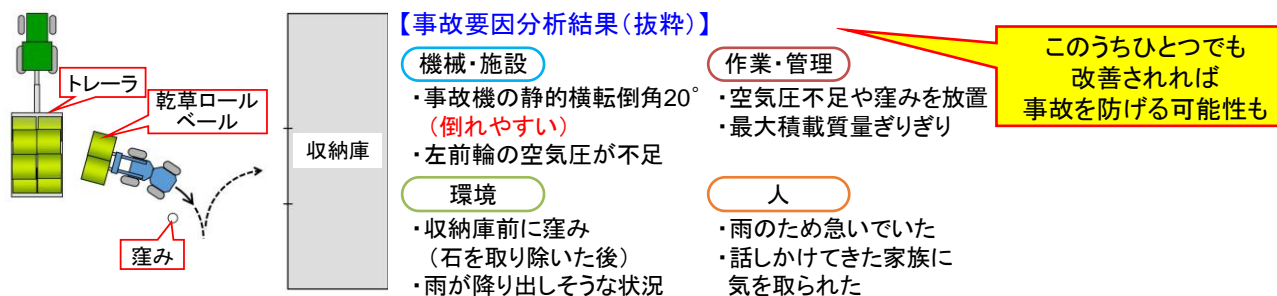 【事故要因分析結果（抜粋）】
このうちひとつでも
改善されれば
事故を防げる可能性も
トレーラ
乾草ロール
ベール
窪み
収納庫
機械・施設
・事故機の静的横転倒角20°
（倒れやすい）
・左前輪の空気圧が不足
作業・管理
・空気圧不足や窪みを放置
・最大積載質量ぎりぎり
環境
・収納庫前に窪み
（石を取り除いた後）
・雨が降り出しそうな状況
人
・雨のため急いでいた
・話しかけてきた家族に
気を取られた